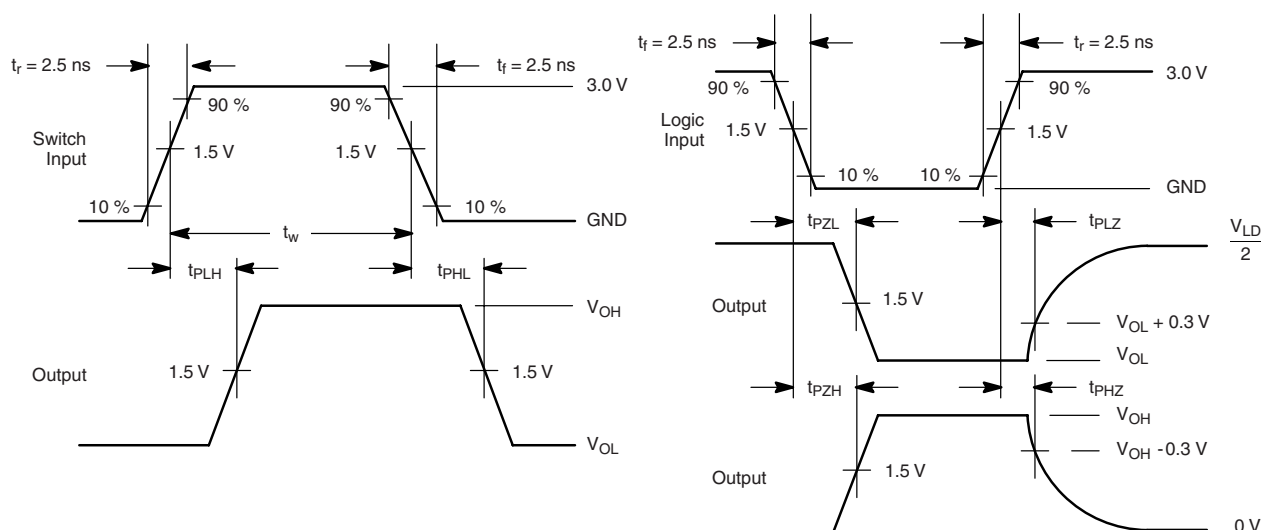 tr = 2.5 ns
tf = 2.5 ns
3.0 V
90 %
90 %
Switch
Input
1.5 V
1.5 V
10 %
10 %
GND
tw
tPLH
tPHL
VOH
Output
1.5 V
1.5 V
VOL
tf = 2.5 ns
tr = 2.5 ns
3.0 V
90 %
90 %
Logic
Input
1.5 V
1.5 V
10 %
10 %
GND
tPZL
tPLZ
VLD
2
Output
1.5 V
VOL + 0.3 V
VOL
tPZH
tPHZ
VOH
VOH -0.3 V
Output
1.5 V
0 V